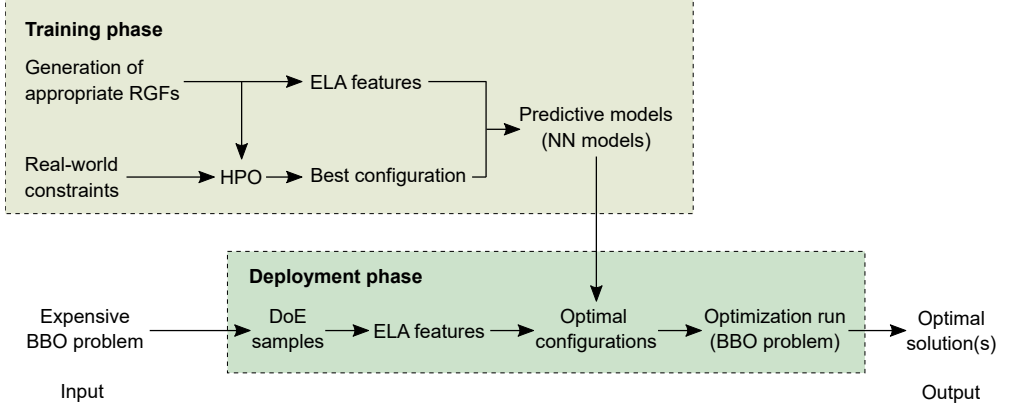 Training phase
Generation of
appropriate RGFs
ELA features
Predictive models
(NN models)
Real-world
constraints
HPO
Best configuration
Deployment phase
Expensive
BBO problem
DoE
samples
ELA features
Optimal
configurations
Optimization run
(BBO problem)
Optimal
solution(s)
Input
Output